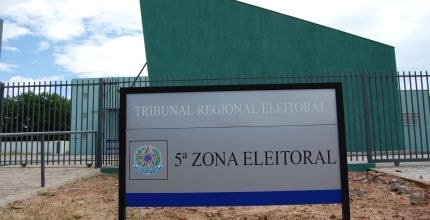 TRIBUNAL REGIONAL ELEITORAL
5ª ZONA ELEITORAL